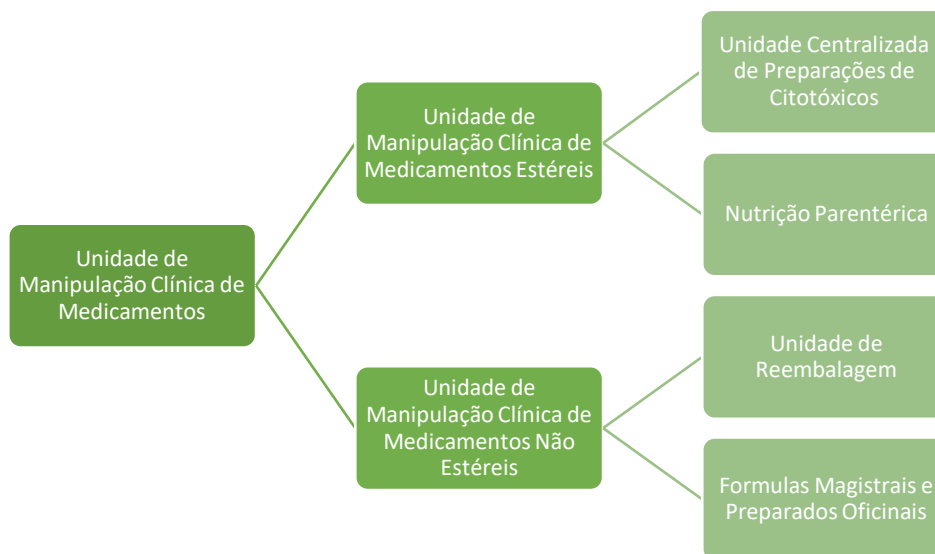 Unidade de
Manipulação Clínica de
Medicamentos
Unidade de
Manipulação Clínica de
Medicamentos Estéreis
Unidade Centralizada
de Preparações de
Citotóxicos
Nutrição Parentérica
Unidade de
Manipulação Clínica de
Medicamentos Não
Estéreis
Unidade de
Reembalagem
Formulas Magistrais e
Preparados Oficinais